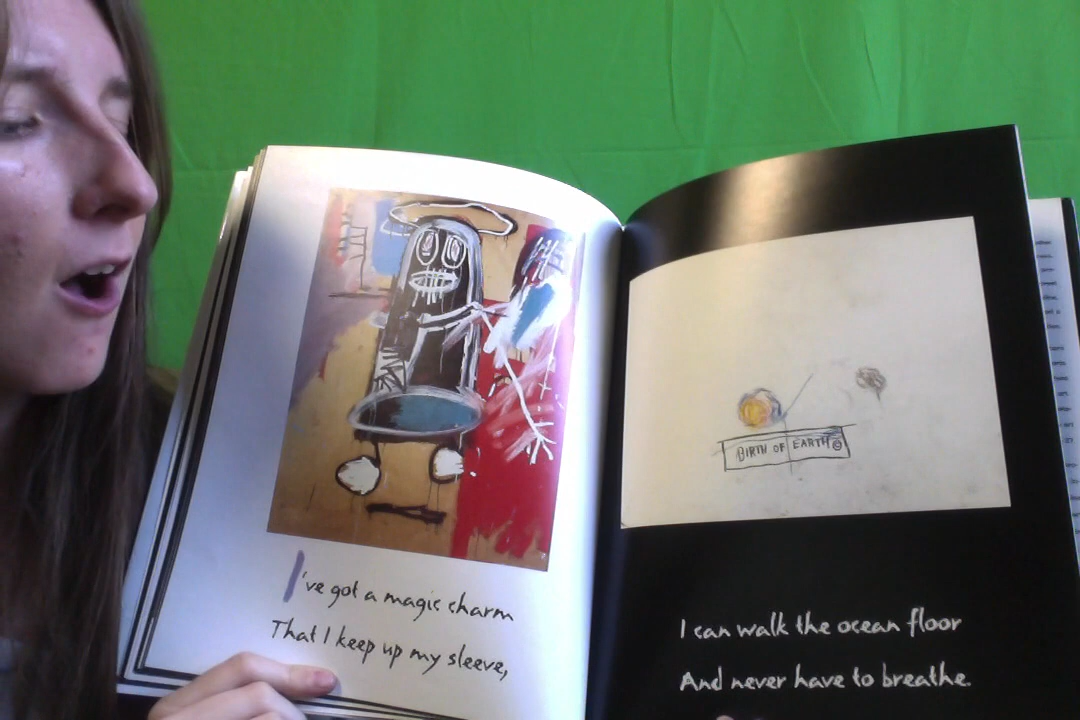 I've got a magic charm
That I keep up my sleeve,
BIRTH OF EARTH ©
I can walk the ocean floor
And never have to breathe.